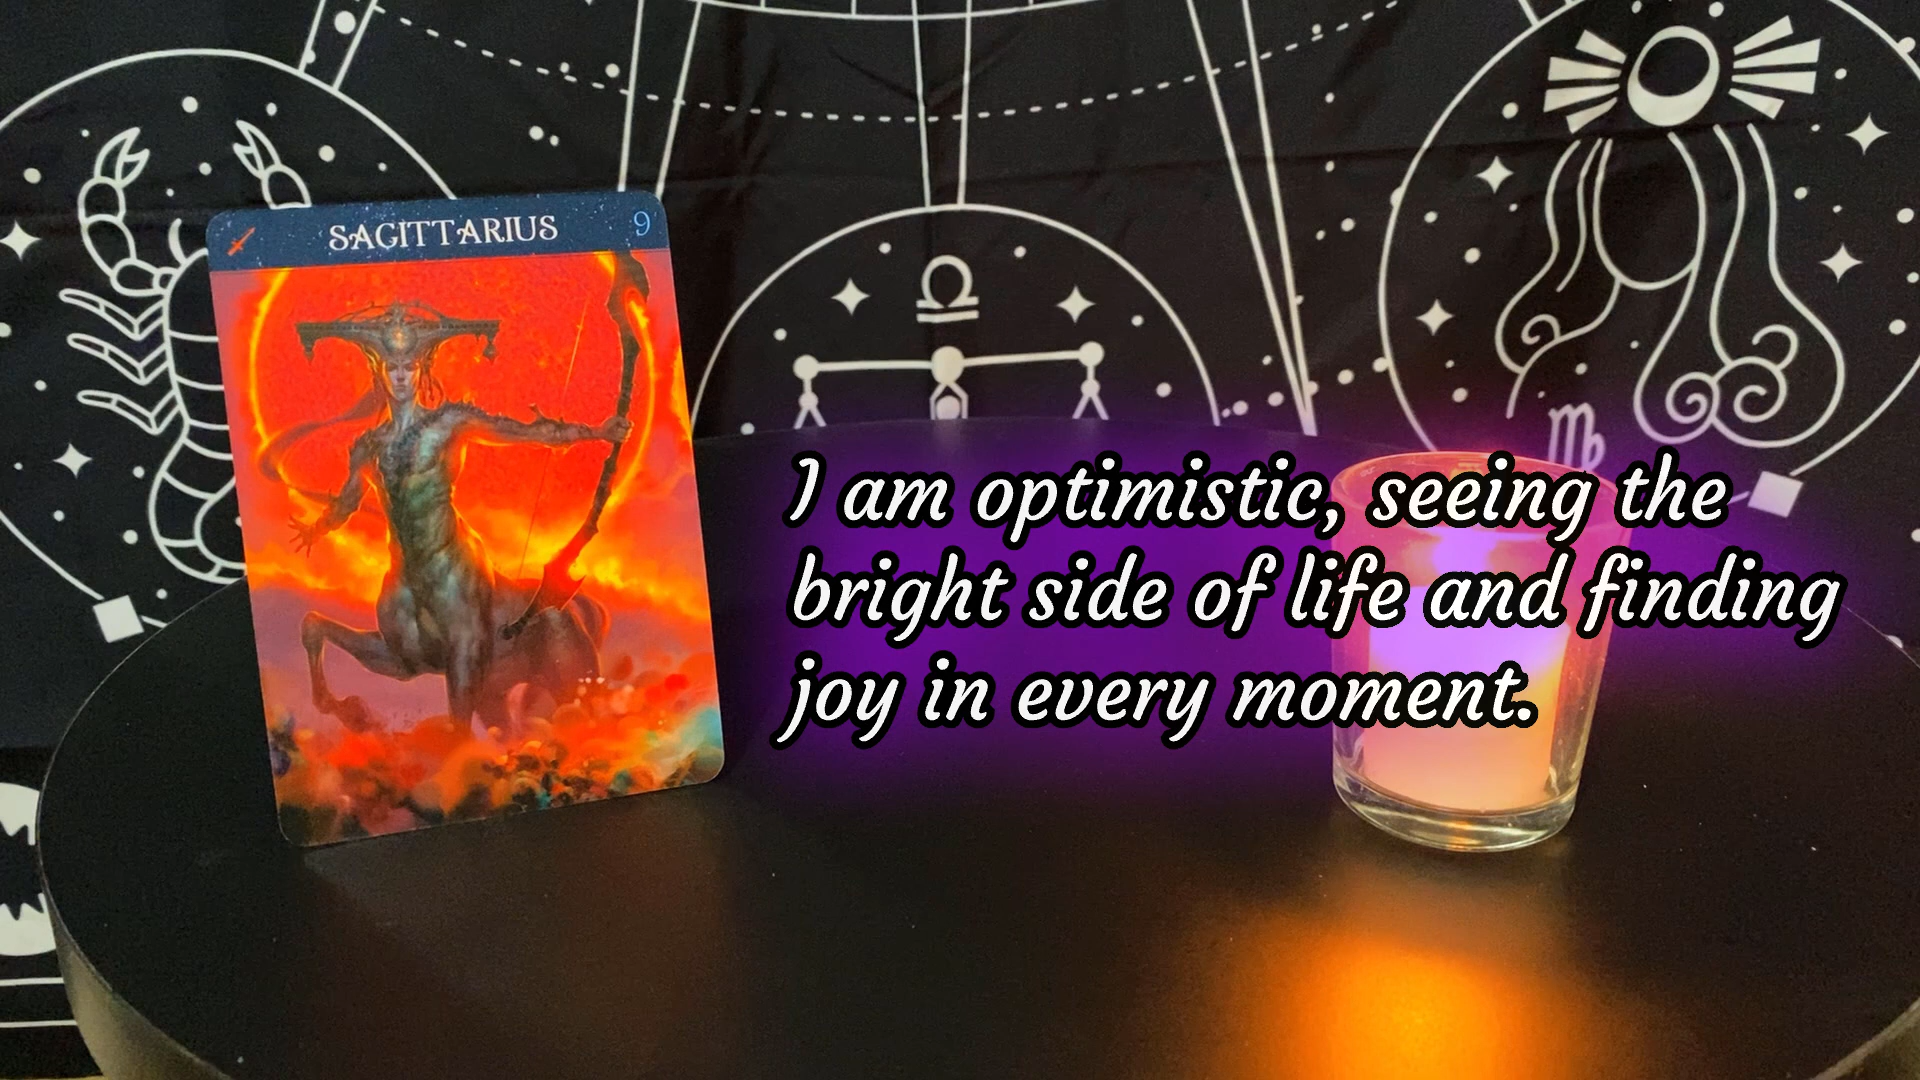 SAGITTARIUS 9
I am optimistic, seeing the
bright side of life and finding
joy in every moment.